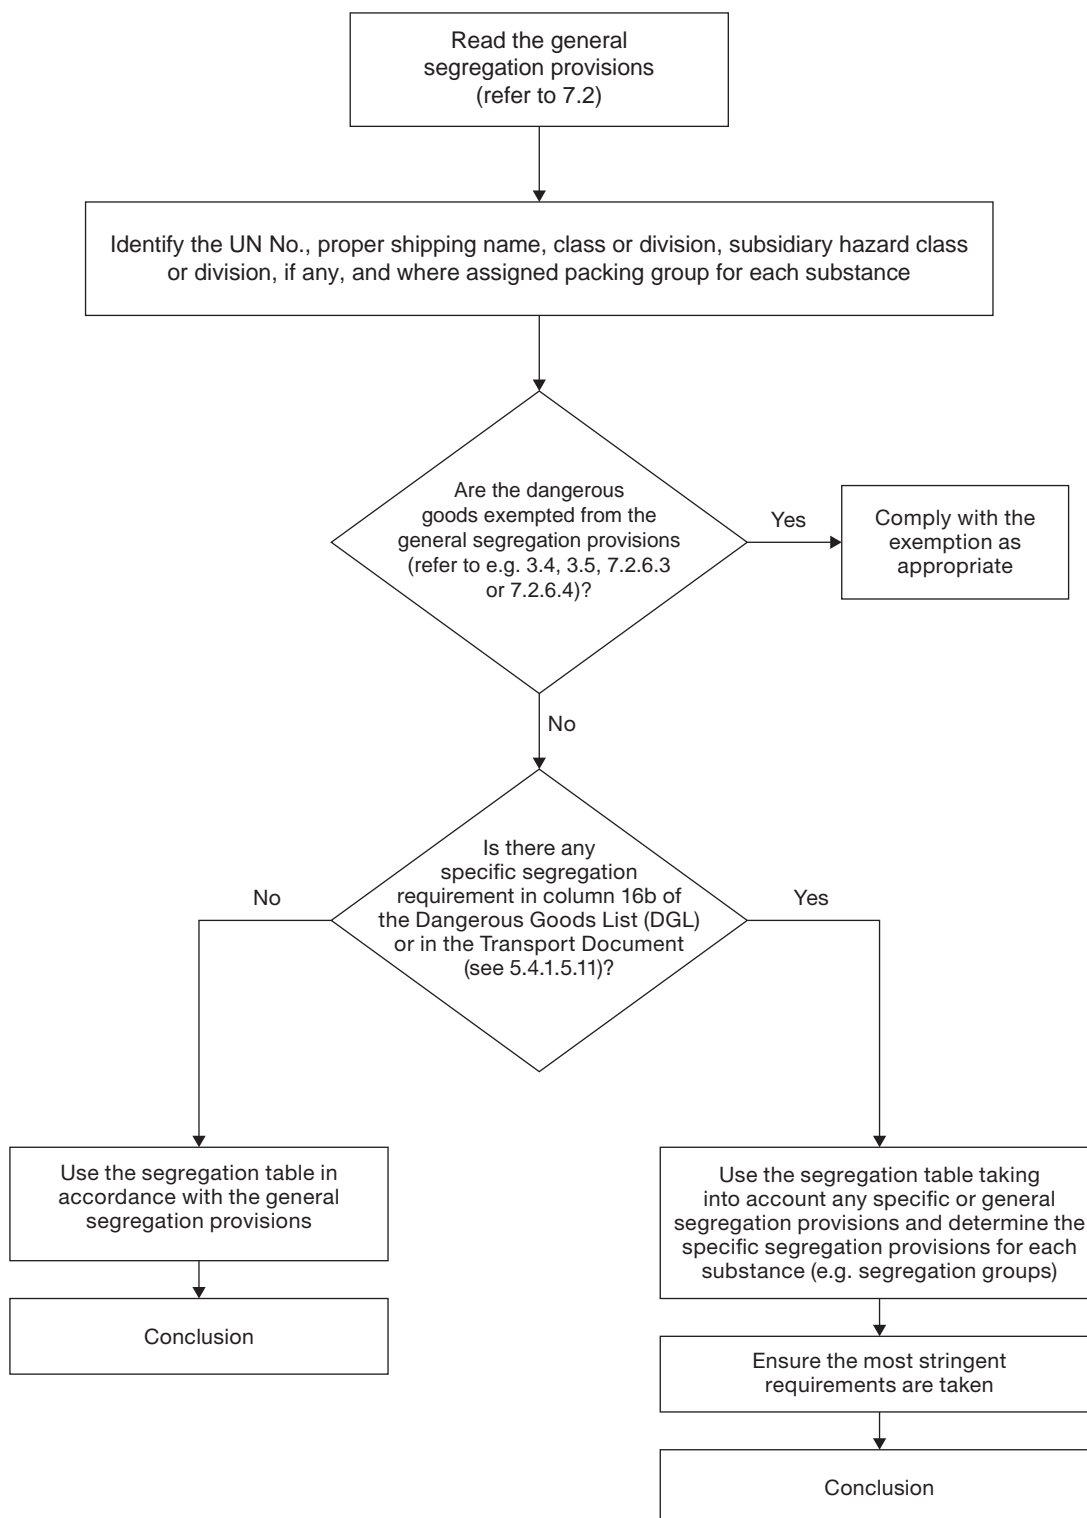 Read the general
segregation provisions
(refer to 7.2)
Identify the UN No., proper shipping name, class or division, subsidiary hazard class
or division, if any, and where assigned packing group for each substance
Are the dangerous
goods exempted from the
general segregation provisions
(refer to e.g. 3.4, 3.5, 7.2.6.3
or 7.2.6.4)?
Yes
Comply with the
exemption as
appropriate
No
Is there any
specific segregation
requirement in column 16b of
the Dangerous Goods List (DGL)
or in the Transport Document
(see 5.4.1.5.11)?
No
Yes
Use the segregation table in
accordance with the general
segregation provisions
Conclusion
Use the segregation table taking
into account any specific or general
segregation provisions and determine the
specific segregation provisions for each
substance (e.g. segregation groups)
Ensure the most stringent
requirements are taken
Conclusion